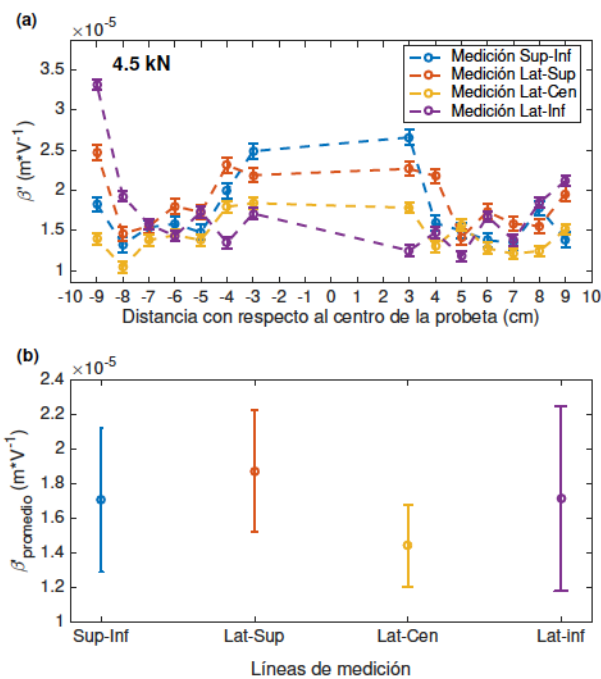 (a)
×10^-5
4.5 kN
Medición Sup-Inf
Medición Lat-Sup
Medición Lat-Cen
Medición Lat-Inf
β' (m*V^-1)
3.5
3
2.5
2
1.5
1
-10 -9 -8 -7 -6 -5 -4 -3 -2 -1 0 1 2 3 4 5 6 7 8 9 10
Distancia con respecto al centro de la probeta (cm)
(b)
×10^-5
β'promedio (m*V^-1)
2.4
2.2
2
1.8
1.6
1.4
1.2
1
Sup-Inf Lat-Sup Lat-Cen Lat-inf
Líneas de medición